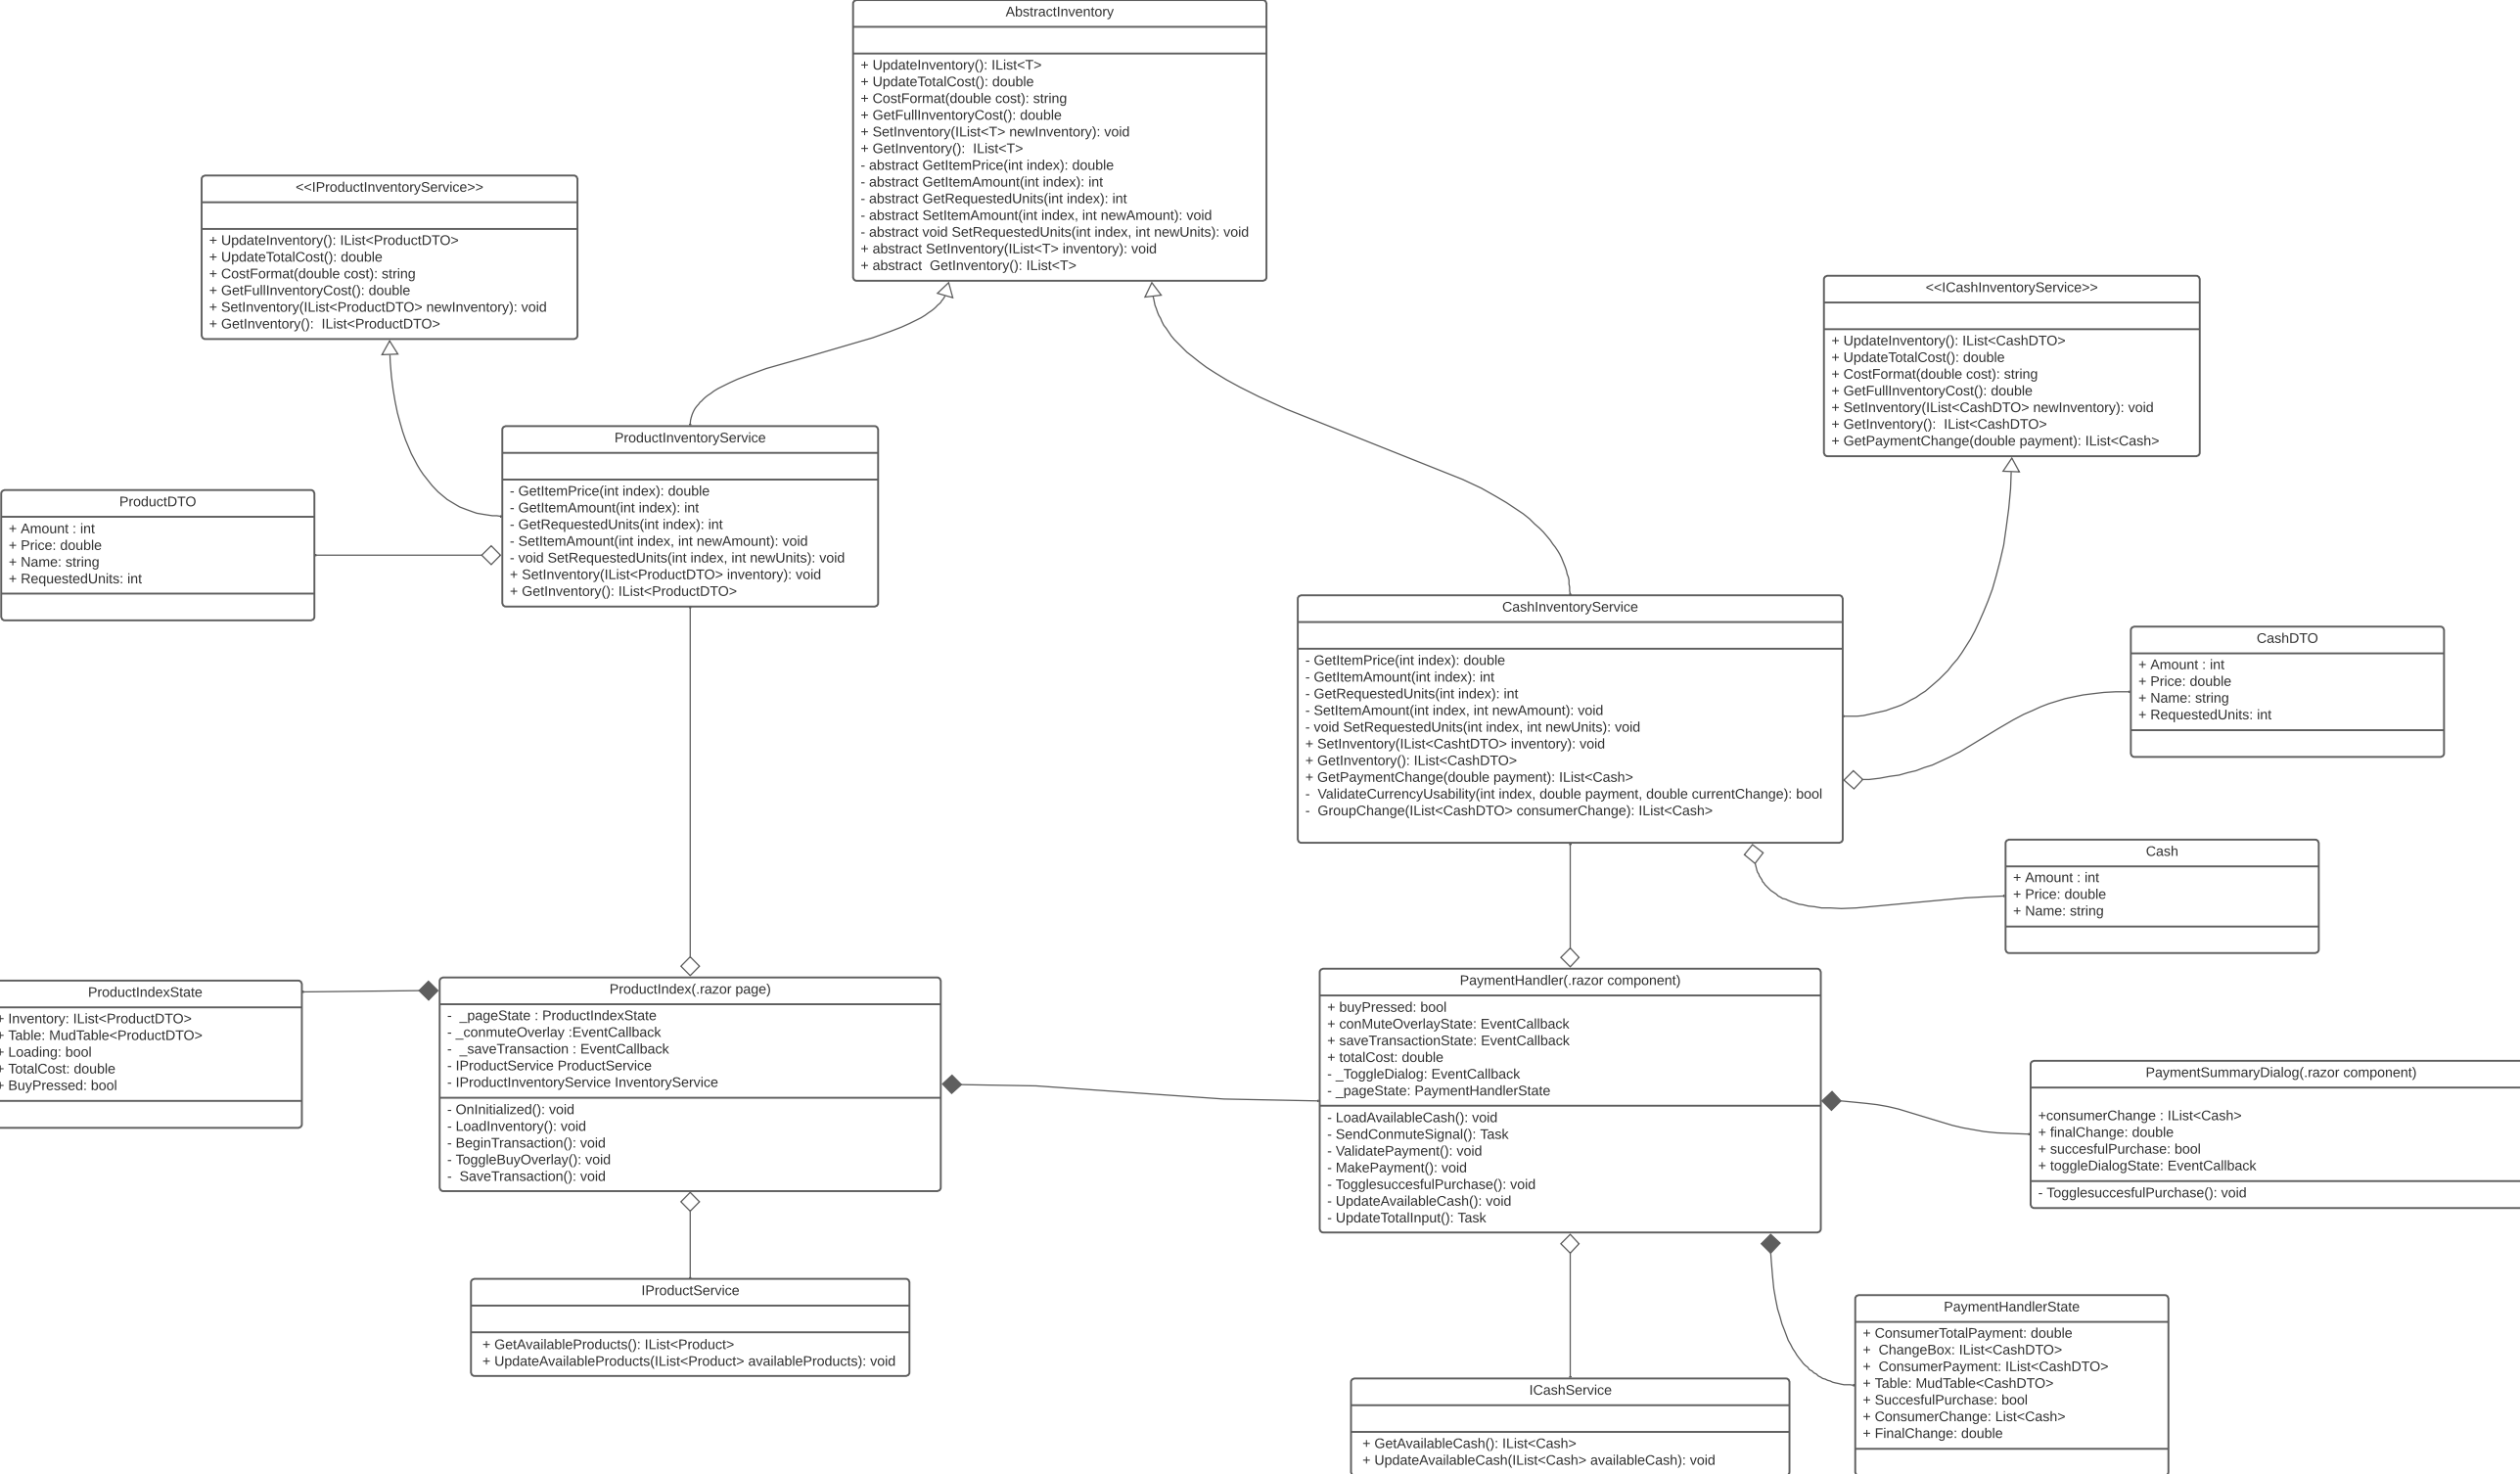 AbstractInventory
+ UpdateInventory(): IList<T>
+ UpdateTotalCost(): double
+ CostFormat(double cost): string
+ GetFullInventoryCost(): double
+ SetInventory(IList<T> newInventory): void
+ GetInventory():  IList<T>
- abstract GetItemPrice(int index): double
- abstract GetItemAmount(int index): int
- abstract GetRequestedUnits(int index): int
- abstract SetItemAmount(int index, int newAmount): void
- abstract void SetRequestedUnits(int index, int newUnits): void
+ abstract SetInventory(IList<T> inventory): void
+ abstract  GetInventory(): IList<T>
<<IProductInventoryService>>
+ UpdateInventory(): IList<ProductDTO>
+ UpdateTotalCost(): double
+ CostFormat(double cost): string
+ GetFullInventoryCost(): double
+ SetInventory(IList<ProductDTO> newInventory): void
+ GetInventory():  IList<ProductDTO>
<<ICashInventoryService>>
+ UpdateInventory(): IList<CashDTO>
+ UpdateTotalCost(): double
+ CostFormat(double cost): string
+ GetFullInventoryCost(): double
+ SetInventory(IList<CashDTO> newInventory): void
+ GetInventory():  IList<CashDTO>
+ GetPaymentChange(double payment): IList<Cash>
ProductInventoryService
- GetItemPrice(int index): double
- GetItemAmount(int index): int
- GetRequestedUnits(int index): int
- SetItemAmount(int index, int newAmount): void
- void SetRequestedUnits(int index, int newUnits): void
+ SetInventory(IList<ProductDTO> inventory): void
+ GetInventory(): IList<ProductDTO>
ProductDTO
+ Amount : int
+ Price: double
+ Name: string
+ RequestedUnits: int
CashInventoryService
- GetItemPrice(int index): double
- GetItemAmount(int index): int
- GetRequestedUnits(int index): int
- SetItemAmount(int index, int newAmount): void
- void SetRequestedUnits(int index, int newUnits): void
+ SetInventory(IList<CashtDTO> inventory): void
+ GetInventory(): IList<CashDTO>
+ GetPaymentChange(double payment): IList<Cash>
-  ValidateCurrencyUsability(int index, double payment, double currentChange): bool
-  GroupChange(IList<CashDTO> consumerChange): IList<Cash>
CashDTO
+ Amount : int
+ Price: double
+ Name: string
+ RequestedUnits: int
Cash
+ Amount : int
+ Price: double
+ Name: string
ProductIndexState
+ Inventory: IList<ProductDTO>
+ Table: MudTable<ProductDTO>
+ Loading: bool
+ TotalCost: double
+ BuyPressed: bool
ProductIndex(.razor page)
-  _pageState : ProductIndexState
- _conmuteOverlay :EventCallback
-  _saveTransaction : EventCallback
- IProductService ProductService
- IProductInventoryService InventoryService
- OnInitialized(): void
- LoadInventory(): void
- BeginTransaction(): void
- ToggleBuyOverlay(): void
-  SaveTransaction(): void
PaymentHandler(.razor component)
+ buyPressed: bool
+ conMuteOverlayState: EventCallback
+ saveTransactionState: EventCallback
+ totalCost: double
- _ToggleDialog: EventCallback
- _pageState: PaymentHandlerState
- LoadAvailableCash(): void
- SendConmuteSignal(): Task
- ValidatePayment(): void
- MakePayment(): void
- TogglesuccesfulPurchase(): void
- UpdateAvailableCash(): void
- UpdateTotalInput(): Task
PaymentSummaryDialog(.razor component)
+consumerChange : IList<Cash>
+ finalChange: double
+ succesfulPurchase: bool
+ toggleDialogState: EventCallback
- TogglesuccesfulPurchase(): void
IProductService
+ GetAvailableProducts(): IList<Product>
+ UpdateAvailableProducts(IList<Product> availableProducts): void
PaymentHandlerState
+ ConsumerTotalPayment: double
+  ChangeBox: IList<CashDTO>
+  ConsumerPayment: IList<CashDTO>
+ Table: MudTable<CashDTO>
+ SuccesfulPurchase: bool
+ ConsumerChange: List<Cash>
+ FinalChange: double
ICashService
+ GetAvailableCash(): IList<Cash>
+ UpdateAvailableCash(IList<Cash> availableCash): void